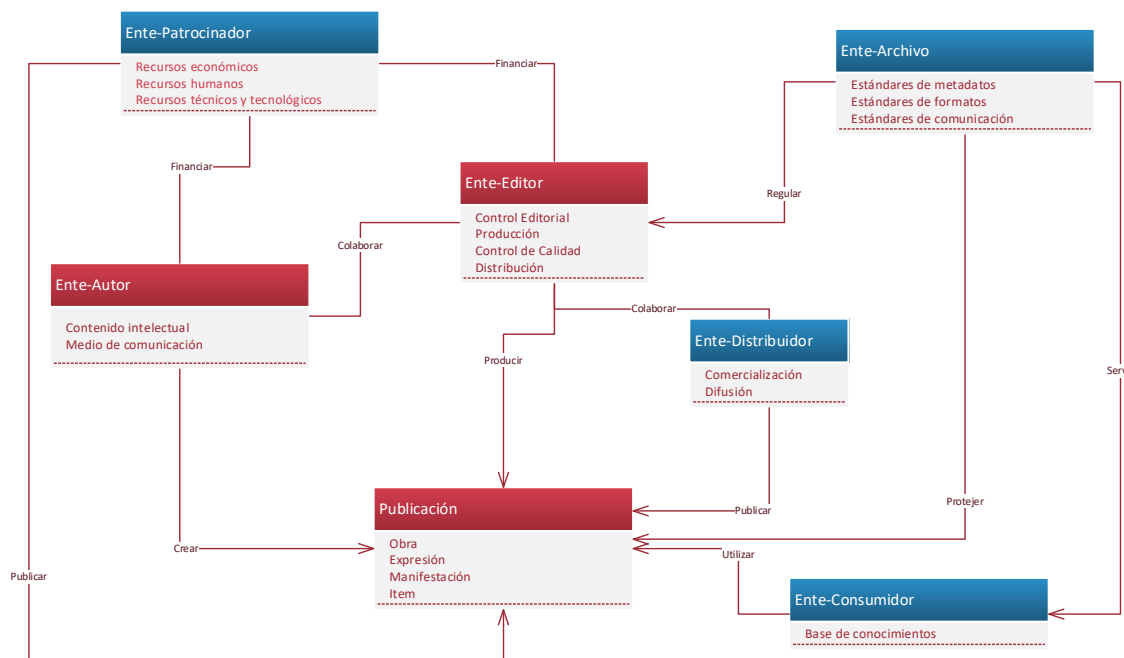 Ente-Patrocinador
Recursos económicos
Recursos humanos
Recursos técnicos y tecnológicos
Financiar
Ente-Archivo
Estándares de metadatos
Estándares de formatos
Estándares de comunicación
Financiar
Ente-Editor
Control Editorial
Producción
Control de Calidad
Distribución
Regular
Colaborar
Ente-Autor
Contenido intelectual
Medio de comunicación
Colaborar
Ente-Distribuidor
Comercialización
Difusión
Producir
Serv
Publicación
Obra
Expresión
Manifestación
Item
Publicar
Protejer
Crear
Utilizar
Publicar
Ente-Consumidor
Base de conocimientos